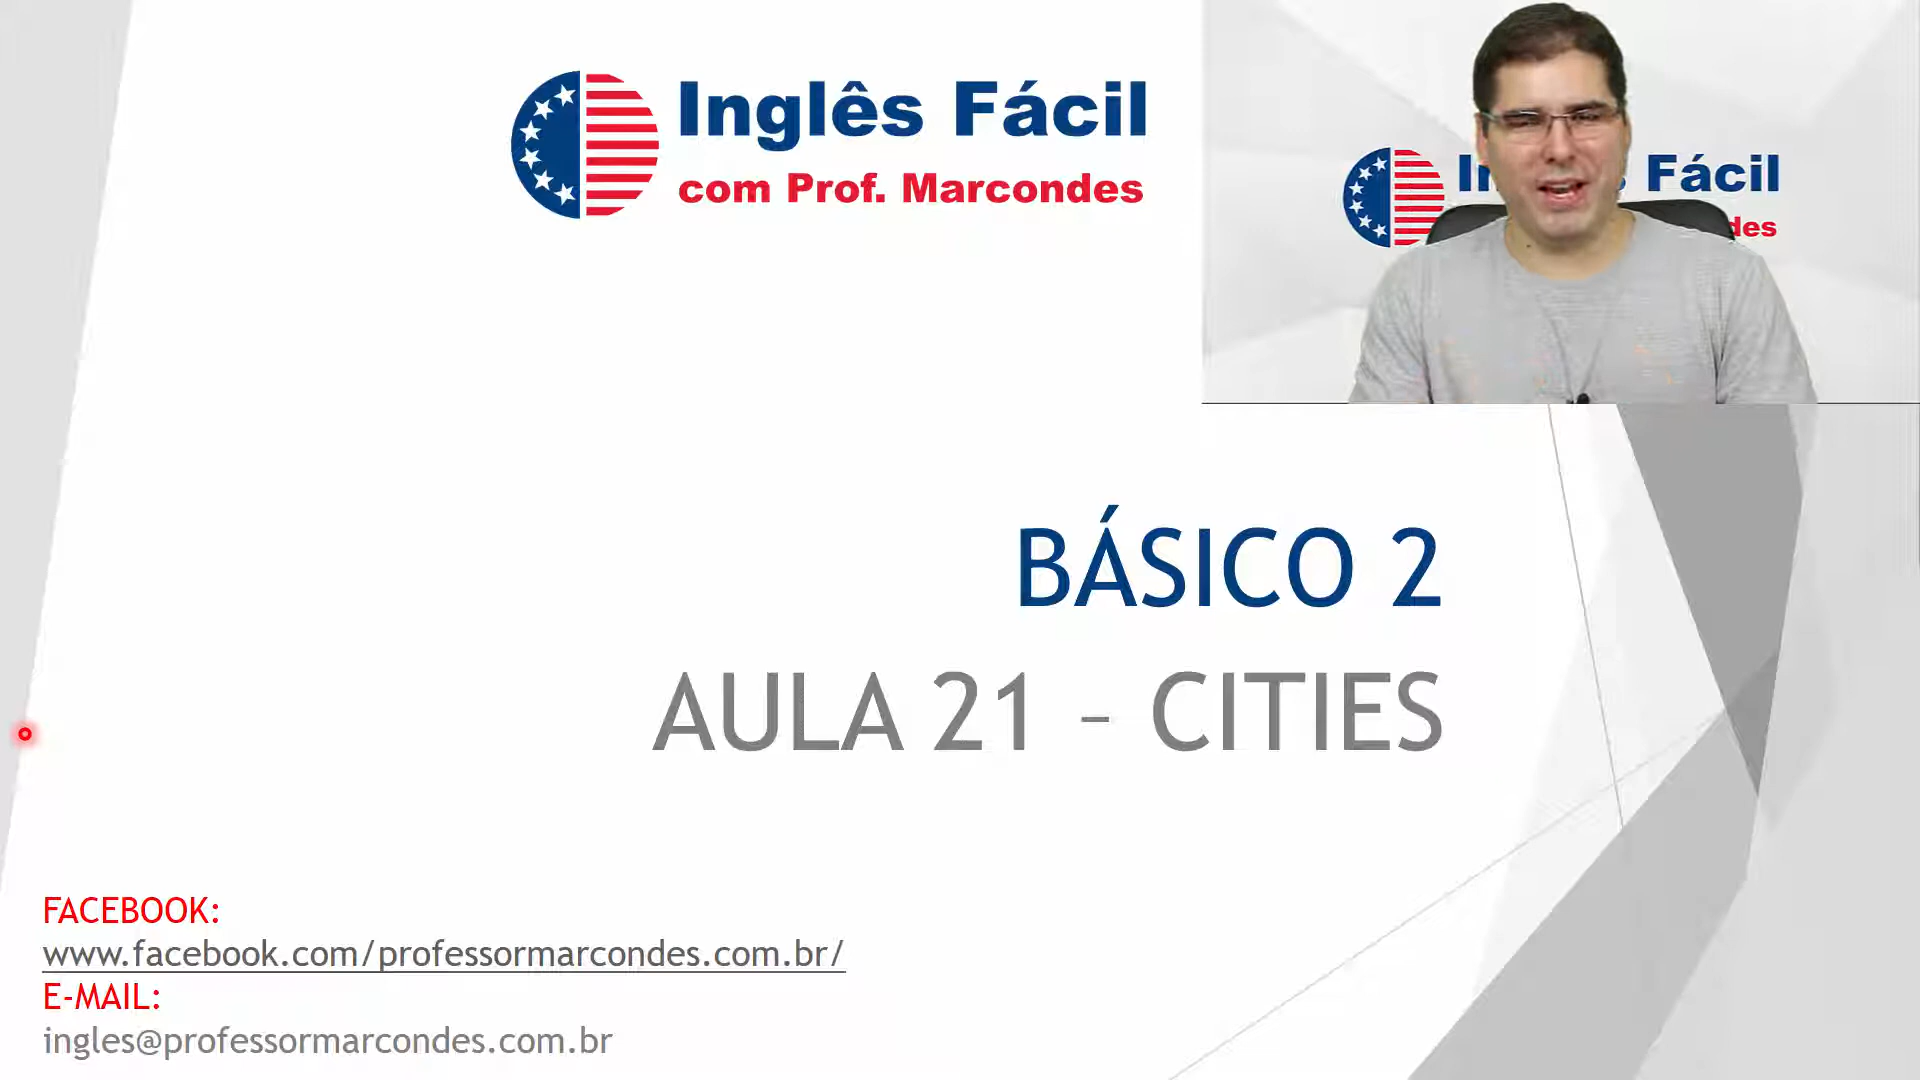 Inglês Fácil
com Prof. Marcondes
Fácil
BÁSICO 2
AULA 21 – CITIES
FACEBOOK:
www.facebook.com/professormarcondes.com.br/
E-MAIL:
ingles@professormarcondes.com.br